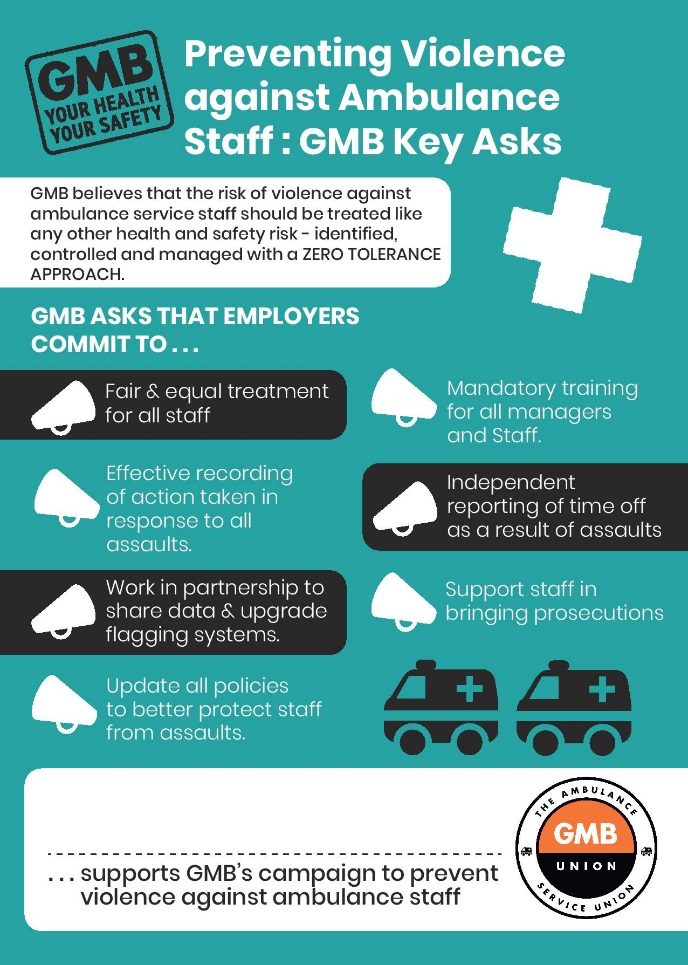 GMB
YOUR HEALTH
YOUR SAFETY
Preventing Violence
against Ambulance
Staff : GMB Key Asks
GMB believes that the risk of violence against
ambulance service staff should be treated like
any other health and safety risk - identified,
controlled and managed with a ZERO TOLERANCE
APPROACH.
GMB ASKS THAT EMPLOYERS
COMMIT TO . . .
Fair & equal treatment
for all staff
Mandatory training
for all managers
and Staff.
Effective recording
of action taken in
response to all
assaults.
Independent
reporting of time off
as a result of assaults
Work in partnership to
share data & upgrade
flagging systems.
Support staff in
bringing prosecutions
Update all policies
to better protect staff
from assaults.
. . . supports GMB's campaign to prevent
violence against ambulance staff
THE AMBULANCE
GMB
UNION
SERVICE UNION